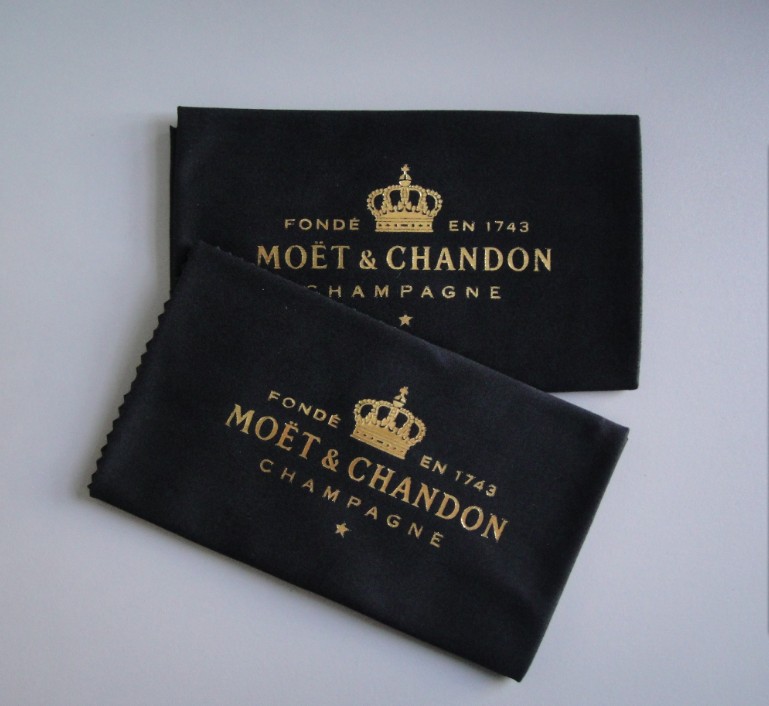 FONDÉ EN 1743
MOËT & CHANDON
CHAMPAGNE
FONDÉ EN 1743
MOËT & CHANDON
CHAMPAGNE